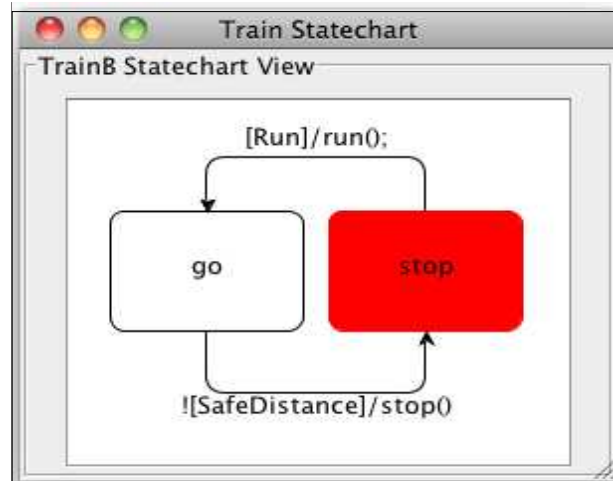 Train Statechart
TrainB Statechart View
[Run]/run();
go
stop
![SafeDistance]/stop()